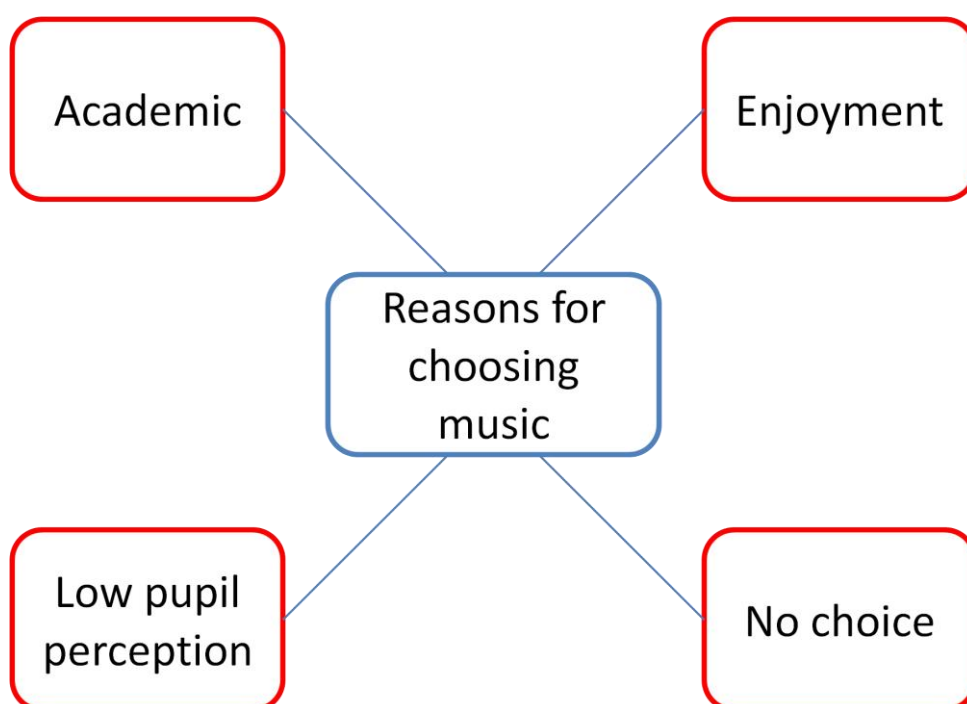 Academic
Enjoyment
Reasons for
choosing
music
Low pupil
perception
No choice